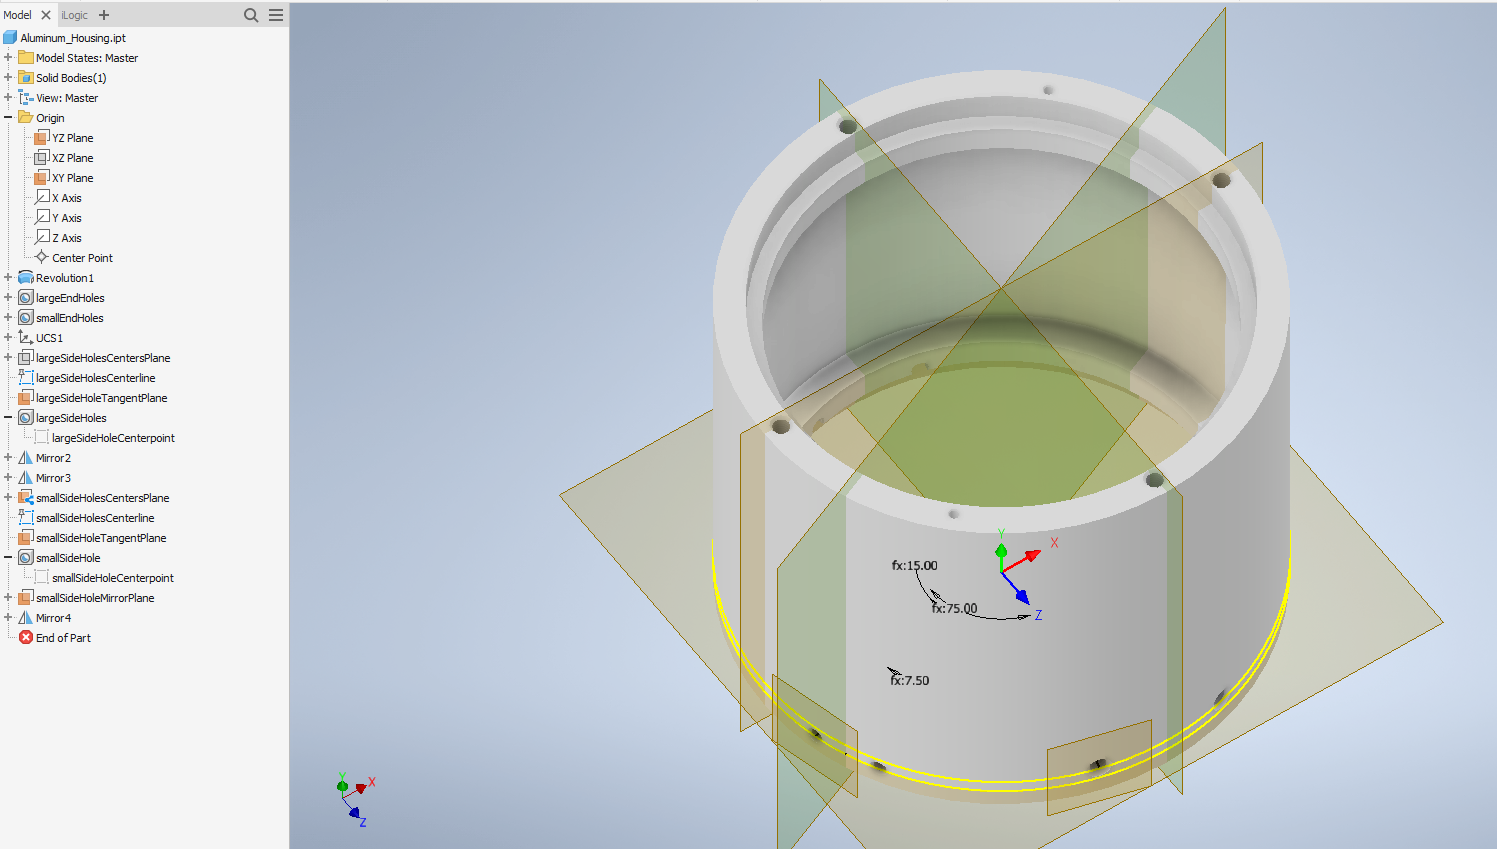 Model
iLogic
Aluminum_Housing.ipt
Model States: Master
Solid Bodies(1)
View: Master
Origin
YZ Plane
XZ Plane
XY Plane
X Axis
Y Axis
Z Axis
Center Point
Revolution1
largeEndHoles
smallEndHoles
UCS1
largeSideHolesCentersPlane
largeSideHolesCenterline
largeSideHoleTangentPlane
largeSideHoles
largeSideHoleCenterpoint
Mirror2
Mirror3
smallSideHolesCentersPlane
smallSideHolesCenterline
smallSideHoleTangentPlane
smallSideHole
smallSideHoleCenterpoint
smallSideHoleMirrorPlane
Mirror4
End of Part
Y
X
Z
fx:15.00
fx:75.00
fx:7.50
Y
X
Z